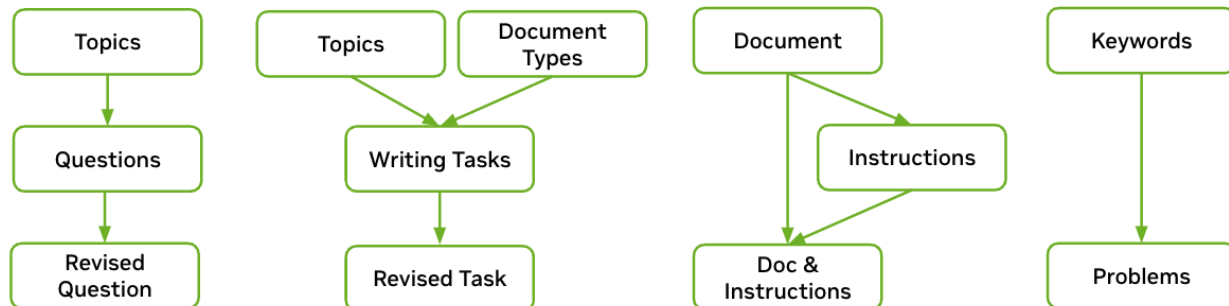 Topics
Topics
Document
Types
Document
Keywords
Questions
Writing Tasks
Instructions
Revised
Question
Revised Task
Doc &
Instructions
Problems